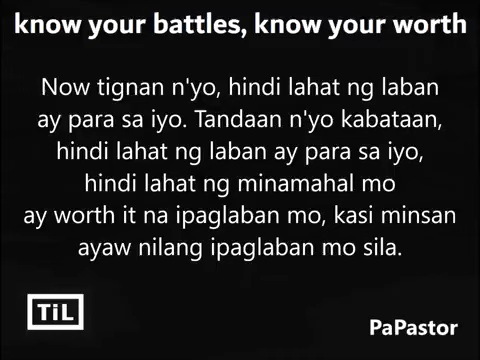 know your battles, know your worth
Now tignan n'yo, hindi lahat ng laban
ay para sa iyo. Tandaan n'yo kabataan,
hindi lahat ng laban ay para sa iyo,
hindi lahat ng minamahal mo
ay worth it na ipaglaban mo, kasi minsan
ayaw nilang ipaglaban mo sila.
TiL
PaPastor